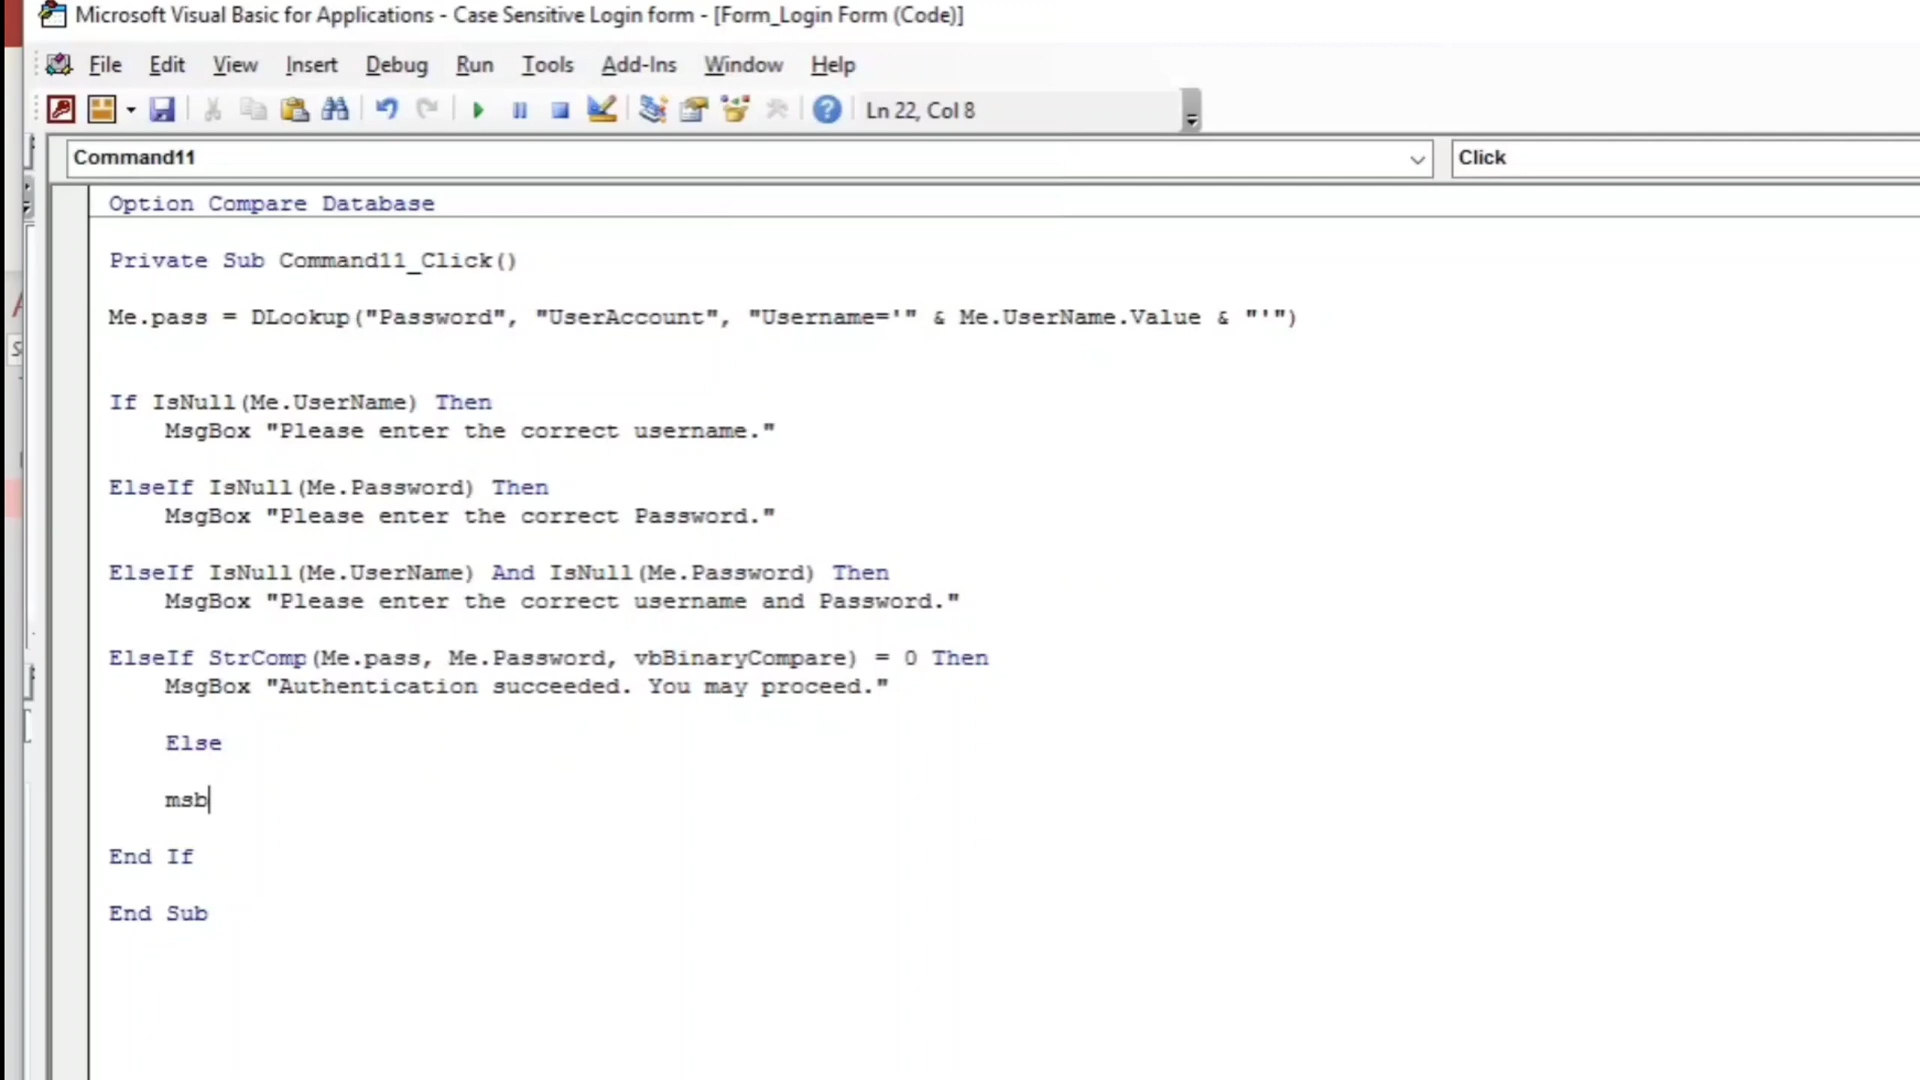 Microsoft Visual Basic for Applications - Case Sensitive Login form - [Form_Login Form (Code)]
File Edit View Insert Debug Run Tools Add-Ins Window Help
Ln 22, Col 8
Command11 Click
Option Compare Database
Private Sub Command11_Click()
Me.pass = DLookup("Password", "UserAccount", "Username='" & Me.UserName.Value & "'")
If IsNull(Me.UserName) Then
MsgBox "Please enter the correct username."
ElseIf IsNull(Me.Password) Then
MsgBox "Please enter the correct Password."
ElseIf IsNull(Me.UserName) And IsNull(Me.Password) Then
MsgBox "Please enter the correct username and Password."
ElseIf StrComp(Me.pass, Me.Password, vbBinaryCompare) = 0 Then
MsgBox "Authentication succeeded. You may proceed."
Else
msb
End If
End Sub